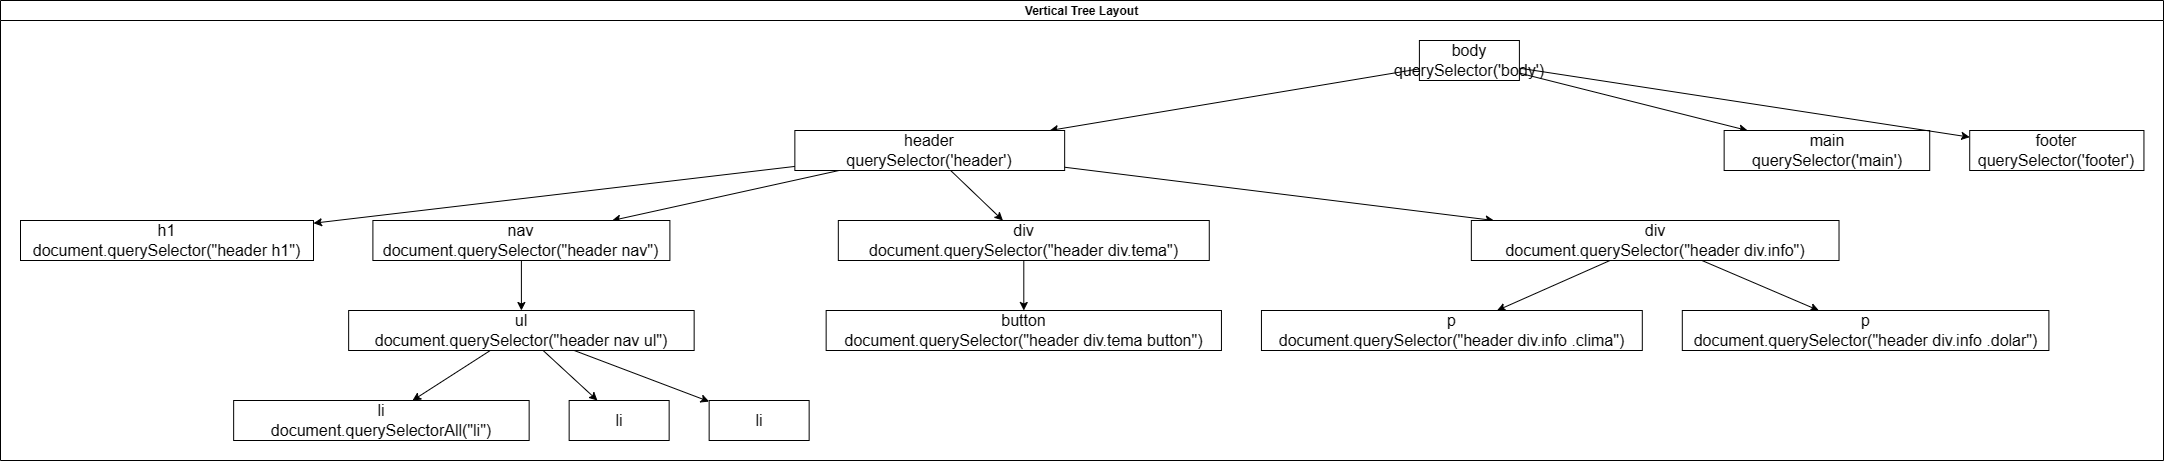 Vertical Tree Layout
body
querySelector('body')
header
querySelector('header')
main
querySelector('main')
footer
querySelector('footer')
h1
document.querySelector("header h1")
nav
document.querySelector("header nav")
div
document.querySelector("header div.tema")
div
document.querySelector("header div.info")
ul
document.querySelector("header nav ul")
button
document.querySelector("header div.tema button")
p
document.querySelector("header div.info .clima")
p
document.querySelector("header div.info .dolar")
li
document.querySelectorAll("li")
li
li